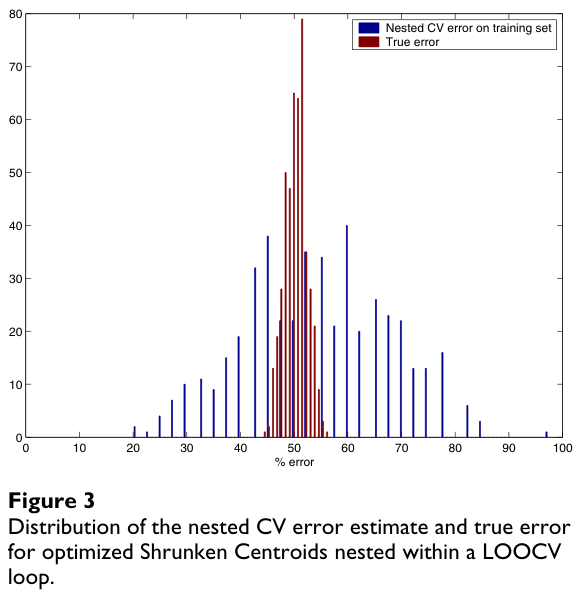 80
70
60
50
40
30
20
10
0
0 10 20 30 40 50 60 70 80 90 100
% error
Nested CV error on training set
True error
Figure 3
Distribution of the nested CV error estimate and true error
for optimized Shrunken Centroids nested within a LOOCV
loop.